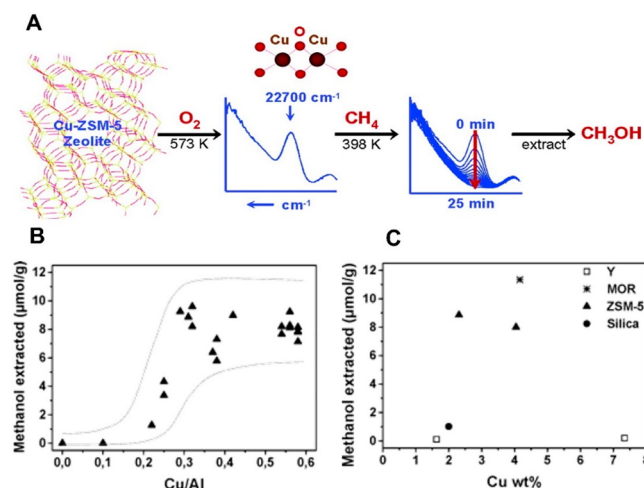 A
Cu O Cu
Cu-ZSM-5
Zeolite
O₂
573 K
22700 cm⁻¹
cm⁻¹
CH₄
398 K
0 min
25 min
extract
CH₃OH
B
Methanol extracted (µmol/g)
12
10
8
6
4
2
0
0,0 0,1 0,2 0,3 0,4 0,5 0,6
Cu/Al
C
Methanol extracted (µmol/g)
12
10
8
6
4
2
0
Y
MOR
ZSM-5
Silica
0 1 2 3 4 5 6 7 8
Cu wt%